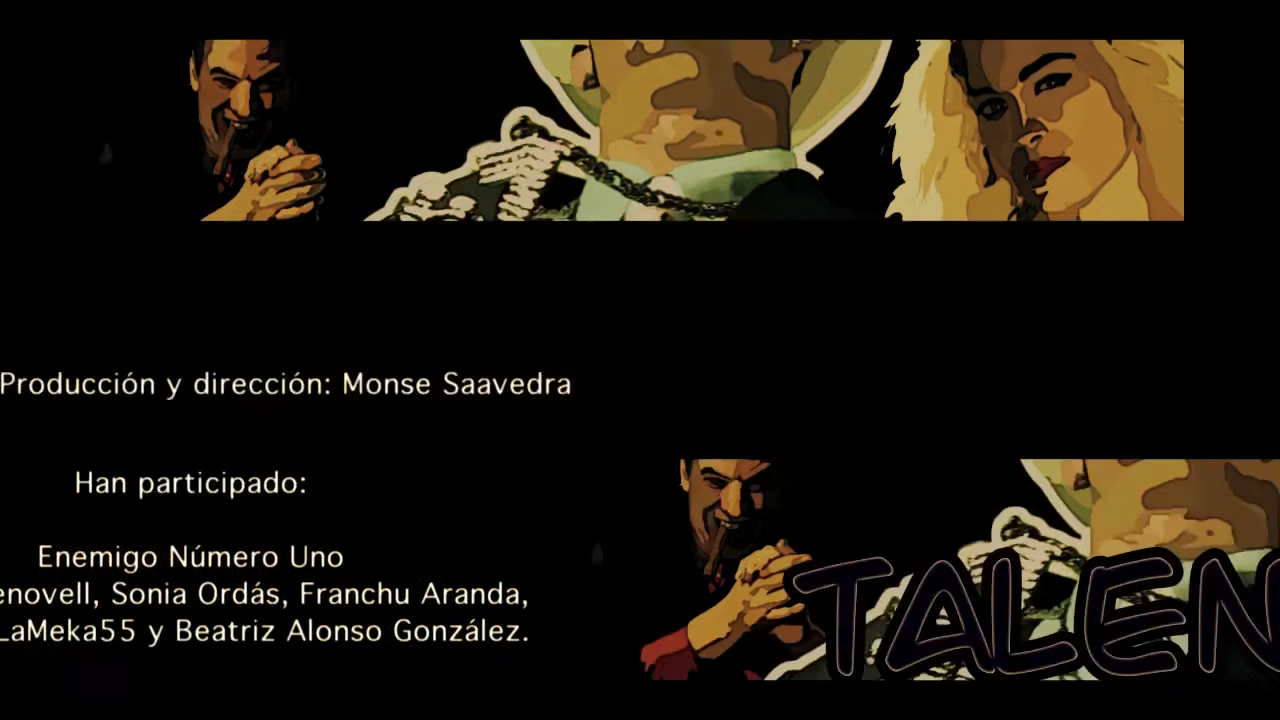 Producción y dirección: Monse Saavedra
Han participado:
Enemigo Número Uno
enovell, Sonia Ordás, Franchu Aranda,
LaMeka55 y Beatriz Alonso González.
TALEN